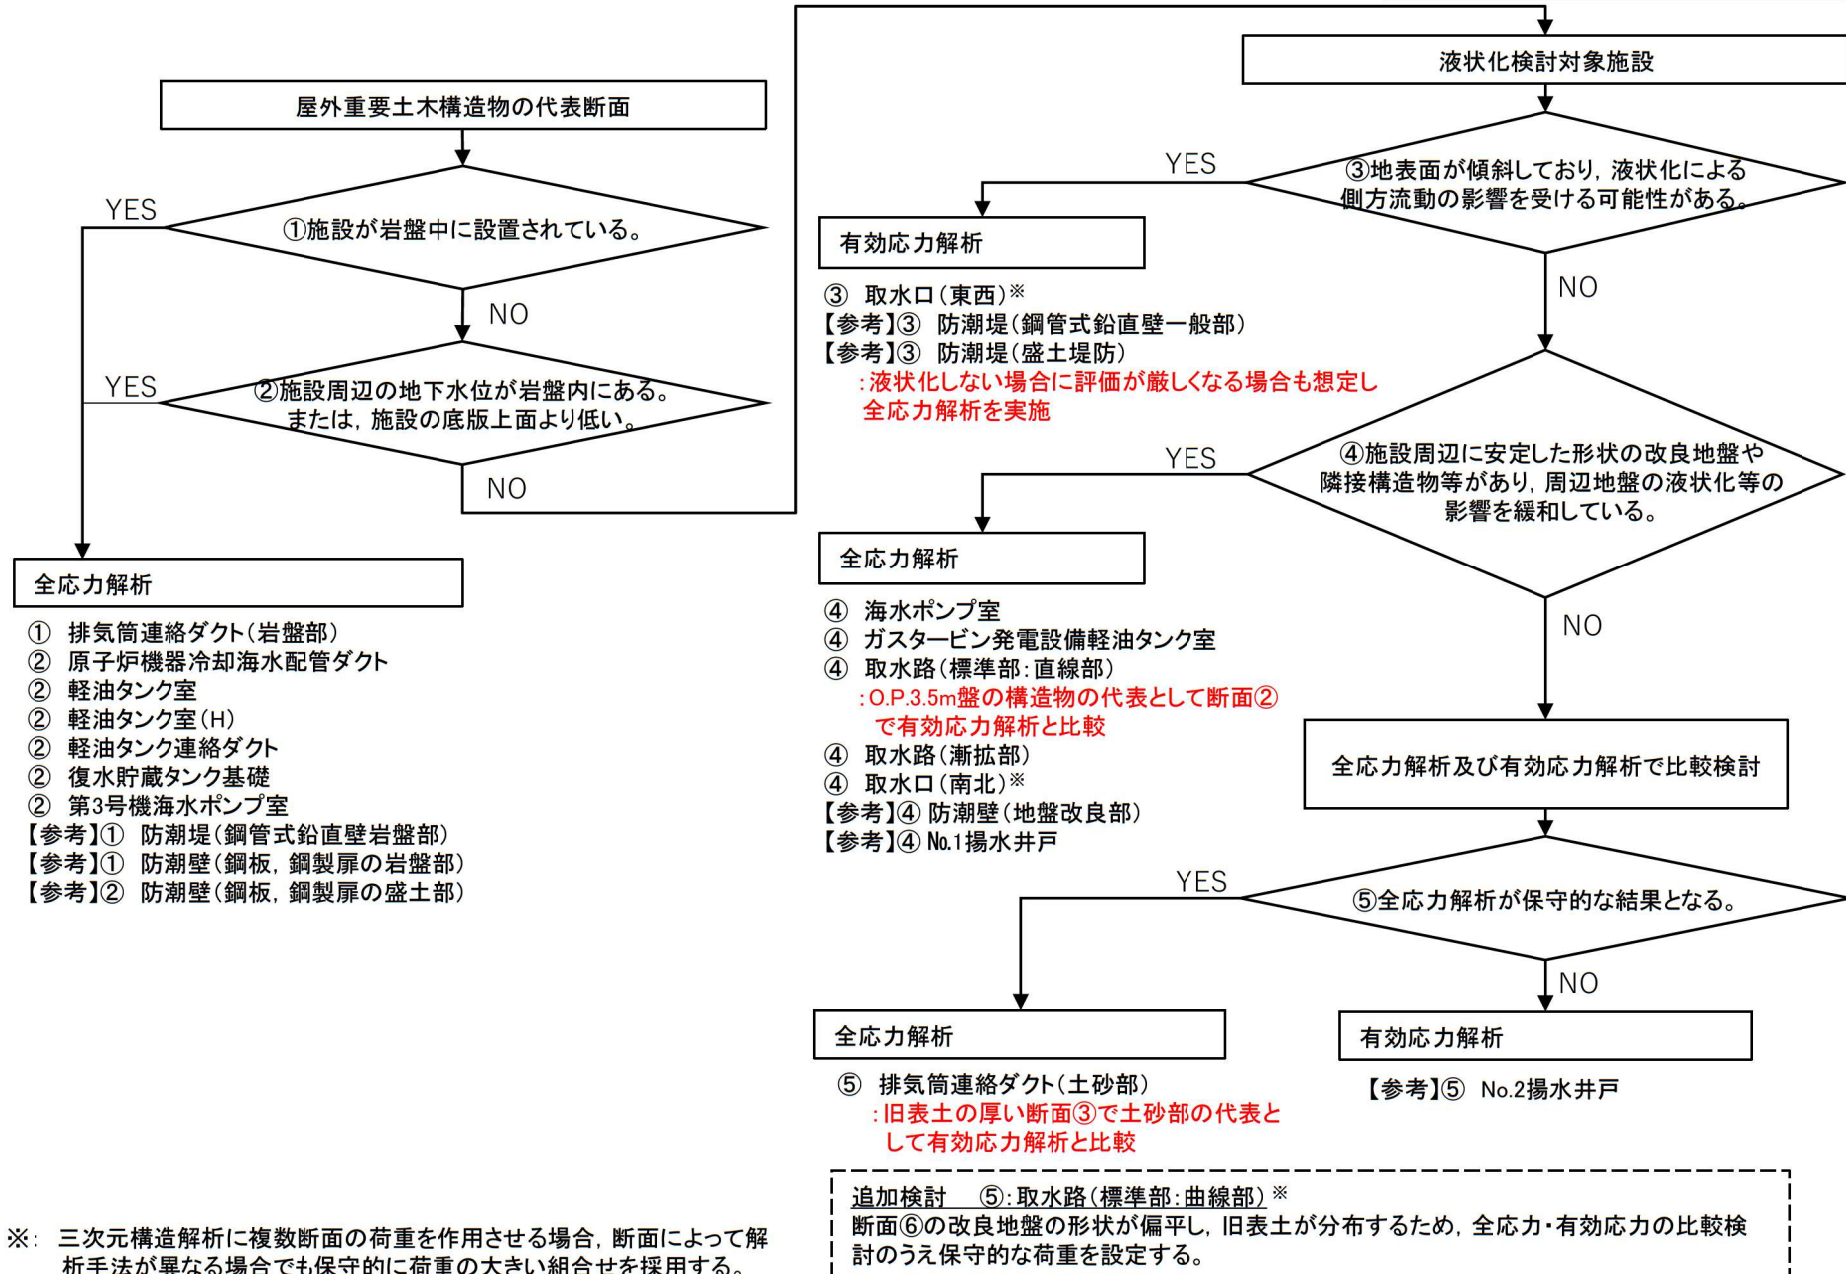 屋外重要土木構造物の代表断面
YES
①施設が岩盤中に設置されている。
NO
YES
②施設周辺の地下水位が岩盤内にある。
または, 施設の底版上面より低い。
NO
全応力解析
① 排気筒連絡ダクト(岩盤部)
② 原子炉機器冷却海水配管ダクト
② 軽油タンク室
② 軽油タンク室(H)
② 軽油タンク連絡ダクト
② 復水貯蔵タンク基礎
② 第3号機海水ポンプ室
【参考】① 防潮堤(鋼管式鉛直壁岩盤部)
【参考】① 防潮壁(鋼板, 鋼製扉の岩盤部)
【参考】② 防潮壁(鋼板, 鋼製扉の盛土部)
液状化検討対象施設
YES
③地表面が傾斜しており, 液状化による
側方流動の影響を受ける可能性がある。
有効応力解析
NO
③ 取水口(東西)※
【参考】③ 防潮堤(鋼管式鉛直壁一般部)
【参考】③ 防潮堤(盛土堤防)
:液状化しない場合に評価が厳しくなる場合も想定し
全応力解析を実施
YES
④施設周辺に安定した形状の改良地盤や
隣接構造物等があり, 周辺地盤の液状化等の
影響を緩和している。
全応力解析
NO
④ 海水ポンプ室
④ ガスタービン発電設備軽油タンク室
④ 取水路(標準部:直線部)
:O.P.3.5m盤の構造物の代表として断面②
で有効応力解析と比較
④ 取水路(漸拡部)
④ 取水口(南北)※
【参考】④ 防潮壁(地盤改良部)
【参考】④ No.1揚水井戸
全応力解析及び有効応力解析で比較検討
YES
⑤全応力解析が保守的な結果となる。
NO
全応力解析
⑤ 排気筒連絡ダクト(土砂部)
:旧表土の厚い断面③で土砂部の代表と
して有効応力解析と比較
有効応力解析
【参考】⑤ No.2揚水井戸
追加検討 ⑤:取水路(標準部:曲線部)※
断面⑥の改良地盤の形状が偏平し, 旧表土が分布するため, 全応力・有効応力の比較検
討のうえ保守的な荷重を設定する。
※: 三次元構造解析に複数断面の荷重を作用させる場合, 断面によって解
析手法が異なる場合でも保守的に荷重の大きい組合せを採用する。